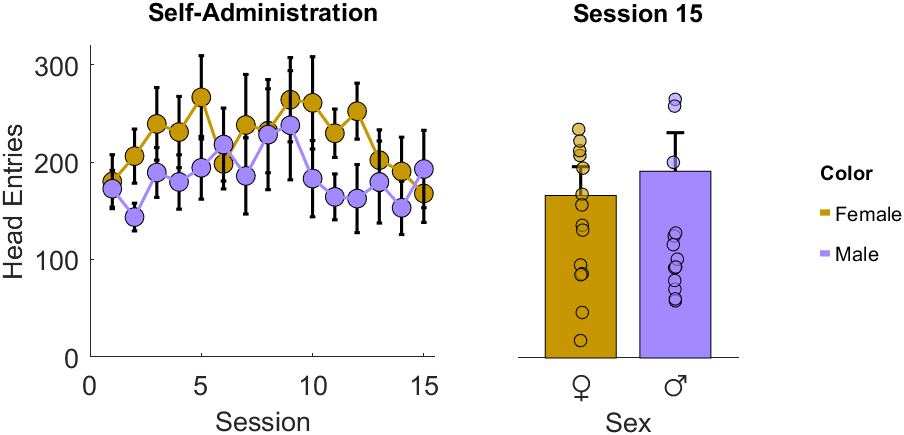 Self-Administration
Head Entries
300
200
100
0
0 5 10 15
Session
Session 15
♀ ♂
Sex
Color
Female
Male